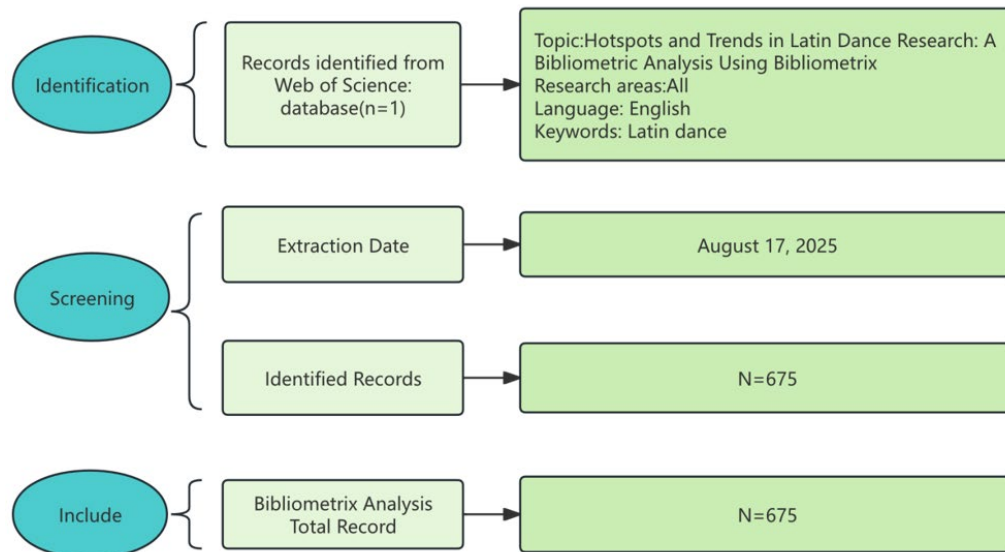 Identification
Records identified from
Web of Science:
database(n=1)
Topic:Hotspots and Trends in Latin Dance Research: A
Bibliometric Analysis Using Bibliometrix
Research areas:All
Language: English
Keywords: Latin dance
Screening
Extraction Date
August 17, 2025
Identified Records
N=675
Include
Bibliometrix Analysis
Total Record
N=675